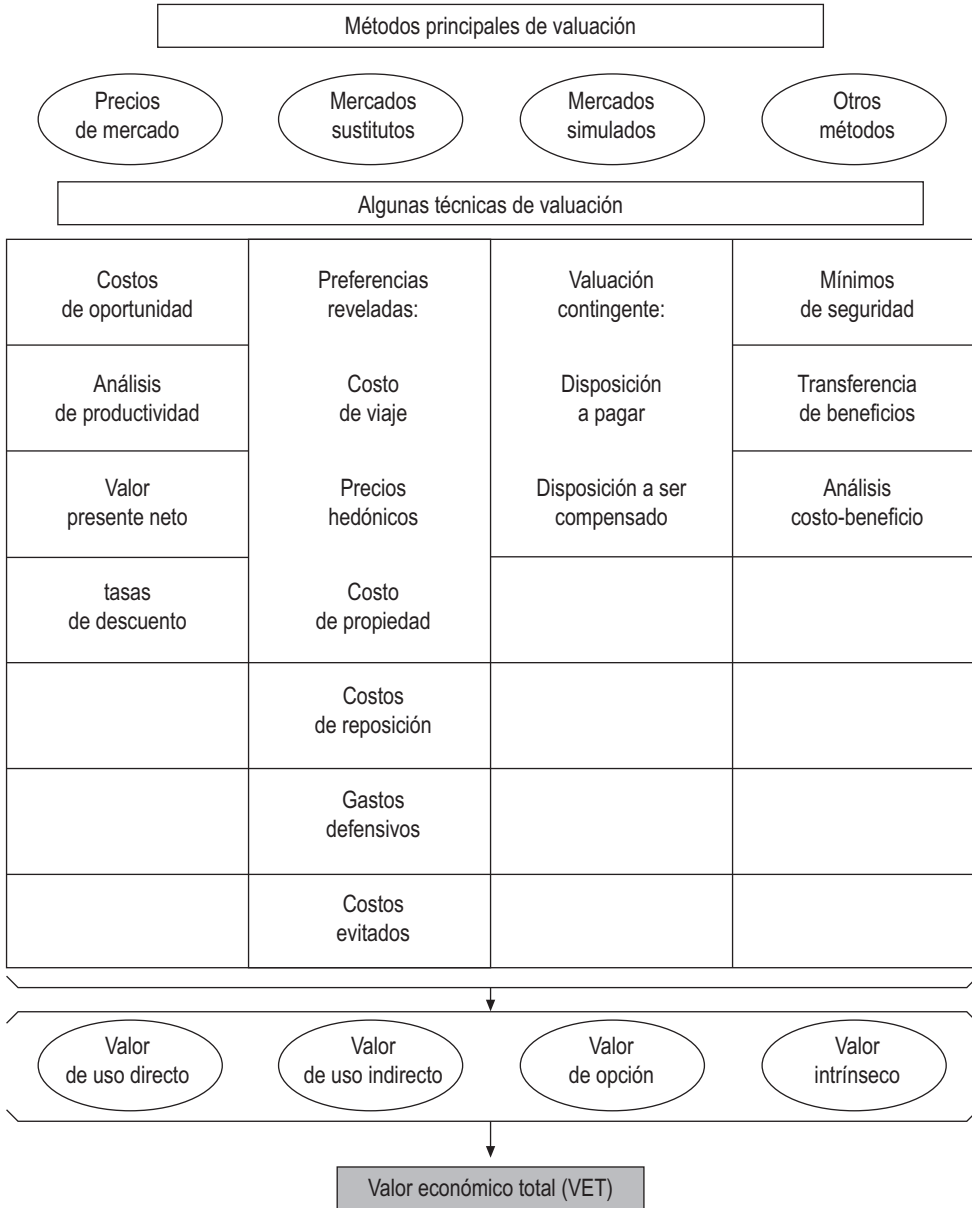 Métodos principales de valuación
Precios
de mercado
Mercados
sustitutos
Mercados
simulados
Otros
métodos
Algunas técnicas de valuación
Costos
de oportunidad
Preferencias
reveladas:
Valuación
contingente:
Mínimos
de seguridad
Análisis
de productividad
Costo
de viaje
Disposición
a pagar
Transferencia
de beneficios
Valor
presente neto
Precios
hedónicos
Disposición a ser
compensado
Análisis
costo-beneficio
tasas
de descuento
Costo
de propiedad
Costos
de reposición
Gastos
defensivos
Costos
evitados
Valor
de uso directo
Valor
de uso indirecto
Valor
de opción
Valor
intrínseco
Valor económico total (VET)